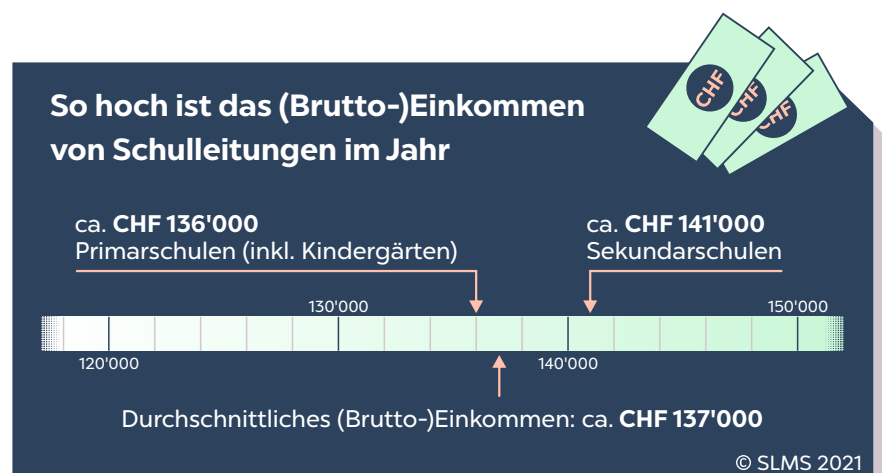 CHF
CHF
CHF
So hoch ist das (Brutto-)Einkommen
von Schulleitungen im Jahr
ca. CHF 136'000
Primarschulen (inkl. Kindergärten)
ca. CHF 141'000
Sekundarschulen
130'000
150'000
120'000
140'000
Durchschnittliches (Brutto-)Einkommen: ca. CHF 137'000
© SLMS 2021